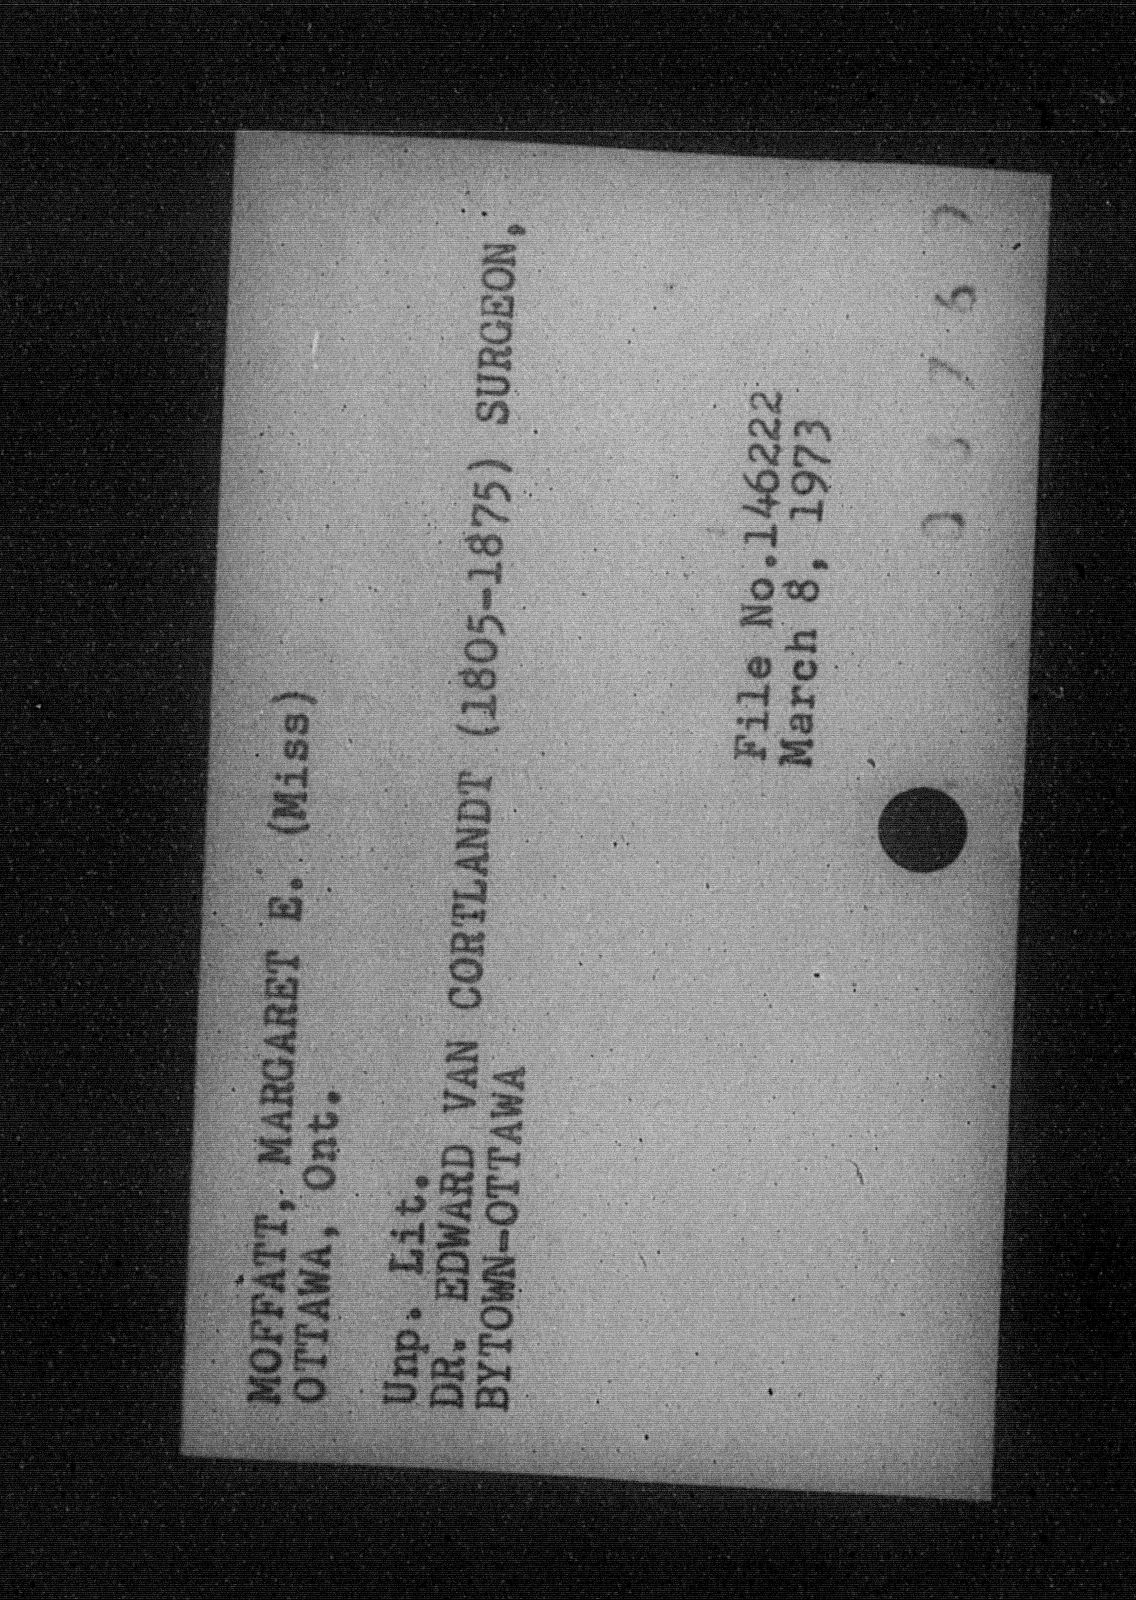 MOFFATT, MARGARET E. (Miss)
OTTAWA, Ont.
Unp. Lit.
DR. EDWARD VAN CORTLANDT (1805-1875) SURGEON,
BYTOWN-OTTAWA
File No.146222
March 8, 1973